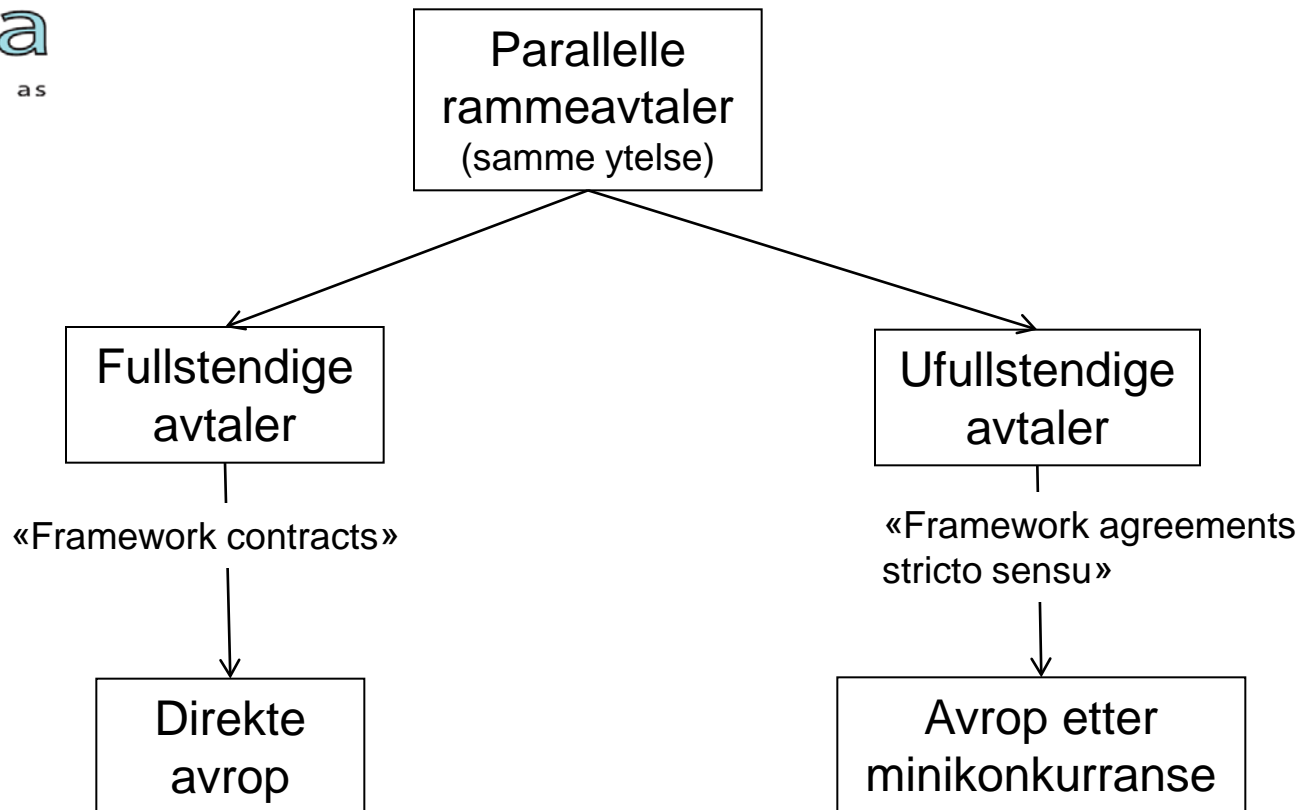 a
as
Parallelle
rammeavtaler
(samme ytelse)
Fullstendige
avtaler
Ufullstendige
avtaler
«Framework contracts»
«Framework agreements
stricto sensu»
Direkte
avrop
Avrop etter
minikonkurranse